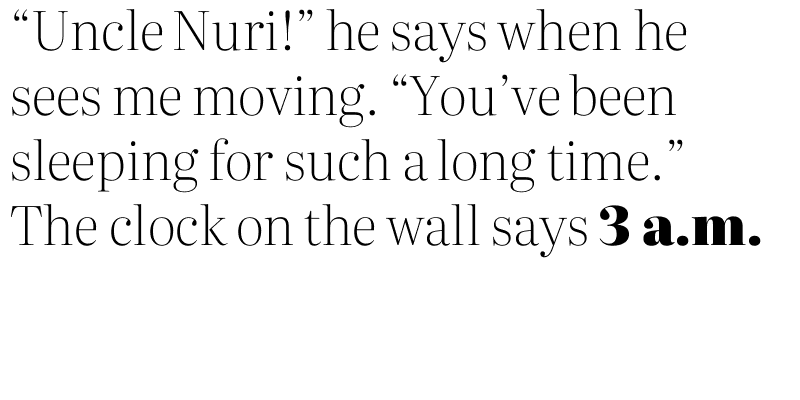 “Uncle Nuri!” he says when he
sees me moving. “You’ve been
sleeping for such a long time.”
The clock on the wall says 3 a.m.